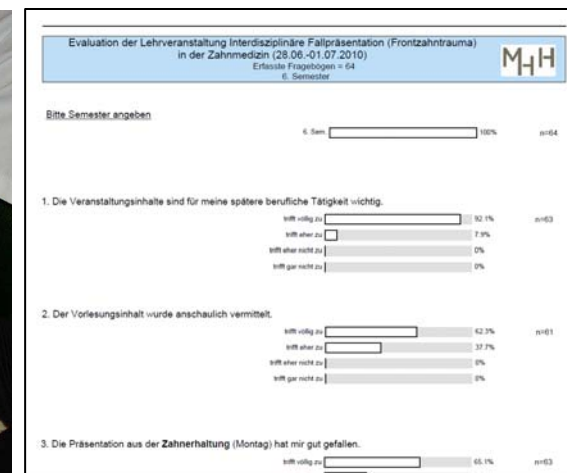 Evaluation der Lehrveranstaltung Interdisziplinäre Fallpräsentation (Frontzahntrauma)
in der Zahnmedizin (28.06.-01.07.2010)
Erfasste Fragebögen = 64
6. Semester
MHH
Bitte Semester angeben
6. Sem. 100% n=64
1. Die Veranstaltungsinhalte sind für meine spätere berufliche Tätigkeit wichtig.
trifft völlig zu 92.1% n=63
trifft eher zu 7.9%
trifft eher nicht zu 0%
trifft gar nicht zu 0%
2. Der Vorlesungsinhalt wurde anschaulich vermittelt.
trifft völlig zu 62.3% n=61
trifft eher zu 37.7%
trifft eher nicht zu 0%
trifft gar nicht zu 0%
3. Die Präsentation aus der Zahnerhaltung (Montag) hat mir gut gefallen.
trifft völlig zu 65.1% n=63